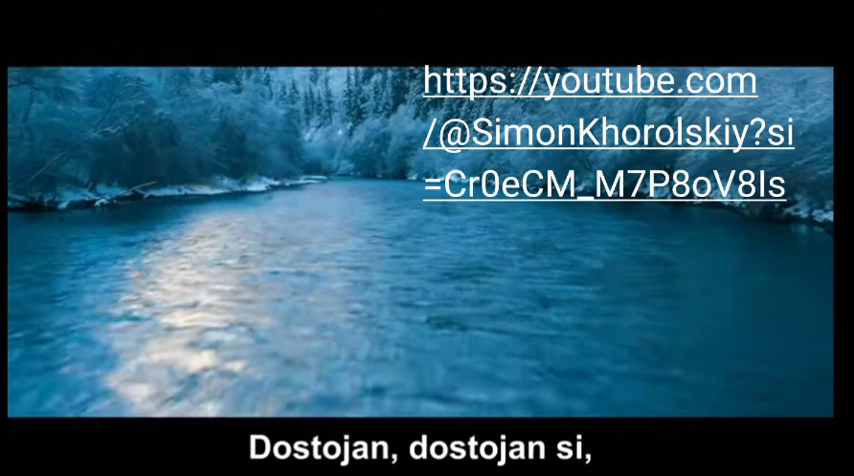 https://youtube.com
/@SimonKhorolskiy?si
=Cr0eCM_M7P8oV8Is
Dostojan, dostojan si,